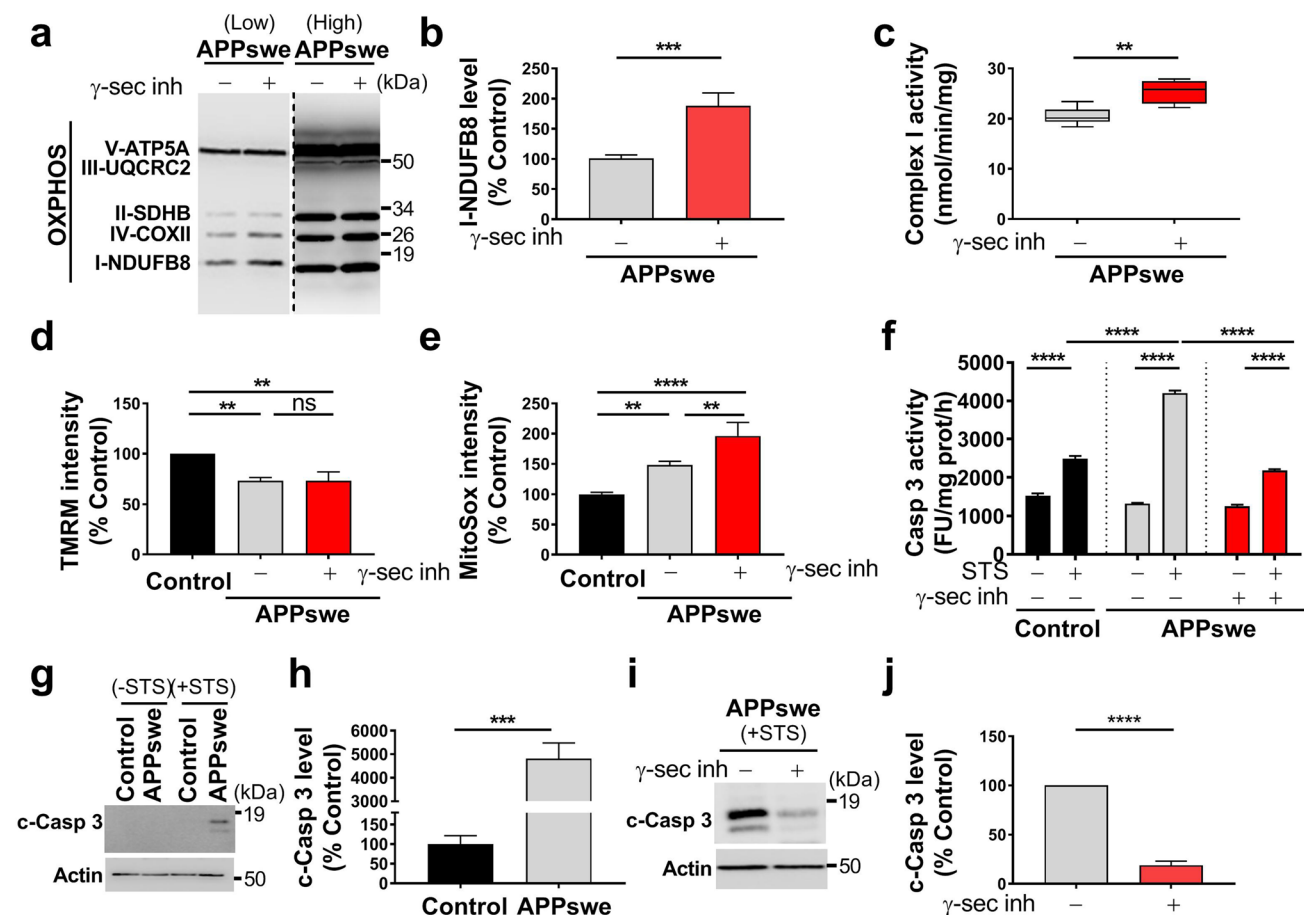 a
(Low) (High)
APPswe APPswe
γ-sec inh − + − + (kDa)
OXPHOS
V-ATP5A
III-UQCRC2
50
II-SDHB
34
IV-COXII
26
19
I-NDUFB8
b
***
I-NDUFB8 level
(% Control)
250
200
150
100
50
0
γ-sec inh − +
APPswe
c
**
Complex I activity
(nmol/min/mg)
30
20
10
0
γ-sec inh − +
APPswe
d
**
** ns
TMRM intensity
(% Control)
150
100
50
0
Control − + γ-sec inh
APPswe
e
****
** **
MitoSox intensity
(% Control)
250
200
150
100
50
0
Control − + γ-sec inh
APPswe
f
**** ****
**** **** ****
Casp 3 activity
(FU/mg prot/h)
5000
4000
3000
2000
1000
0
STS − + − + − +
γ-sec inh − − − − + +
Control APPswe
g
(-STS)(+STS)
Control
APPswe
Control
APPswe
(kDa)
19
c-Casp 3
Actin
50
h
***
c-Casp 3 level
(% Control)
6000
5000
4000
3000
150
100
50
0
Control APPswe
i
APPswe
(+STS)
γ-sec inh − +
(kDa)
19
c-Casp 3
Actin 50
j
****
c-Casp 3 level
(% Control)
150
100
50
0
γ-sec inh − +